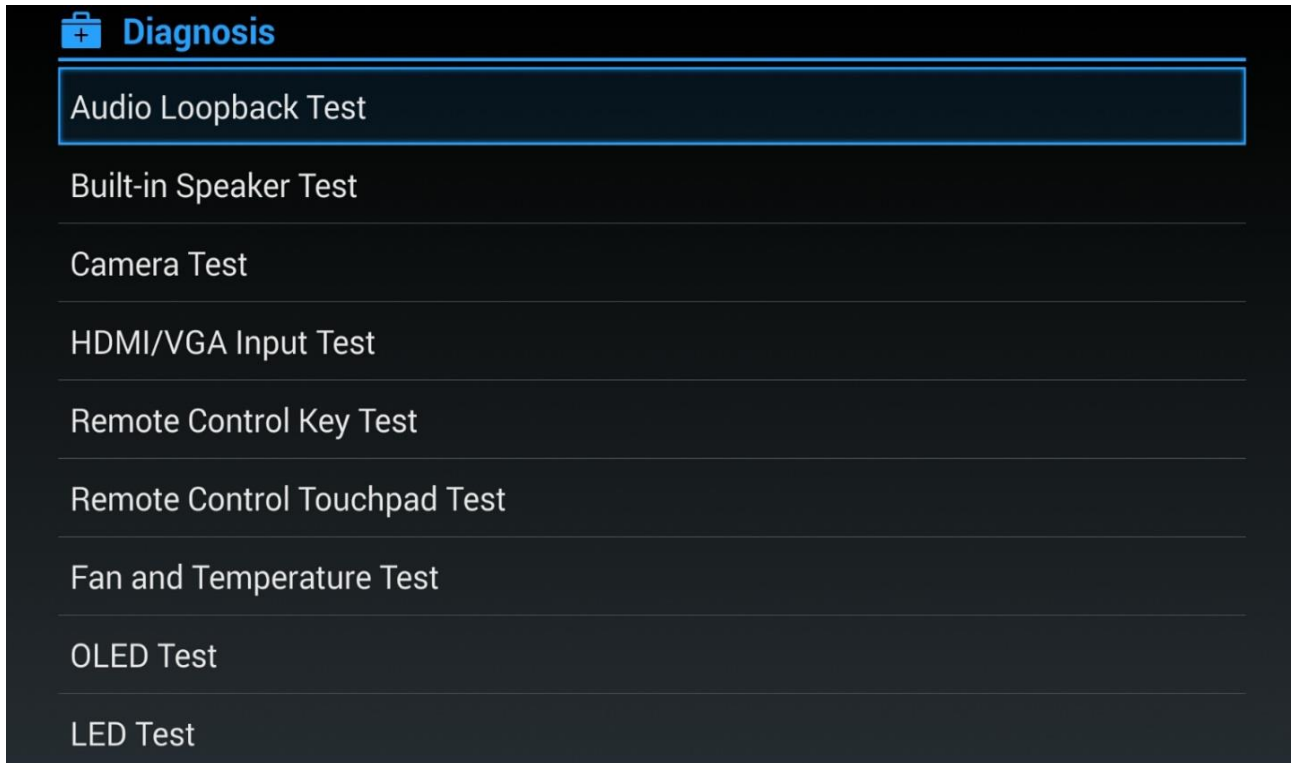 Diagnosis
Audio Loopback Test
Built-in Speaker Test
Camera Test
HDMI/VGA Input Test
Remote Control Key Test
Remote Control Touchpad Test
Fan and Temperature Test
OLED Test
LED Test